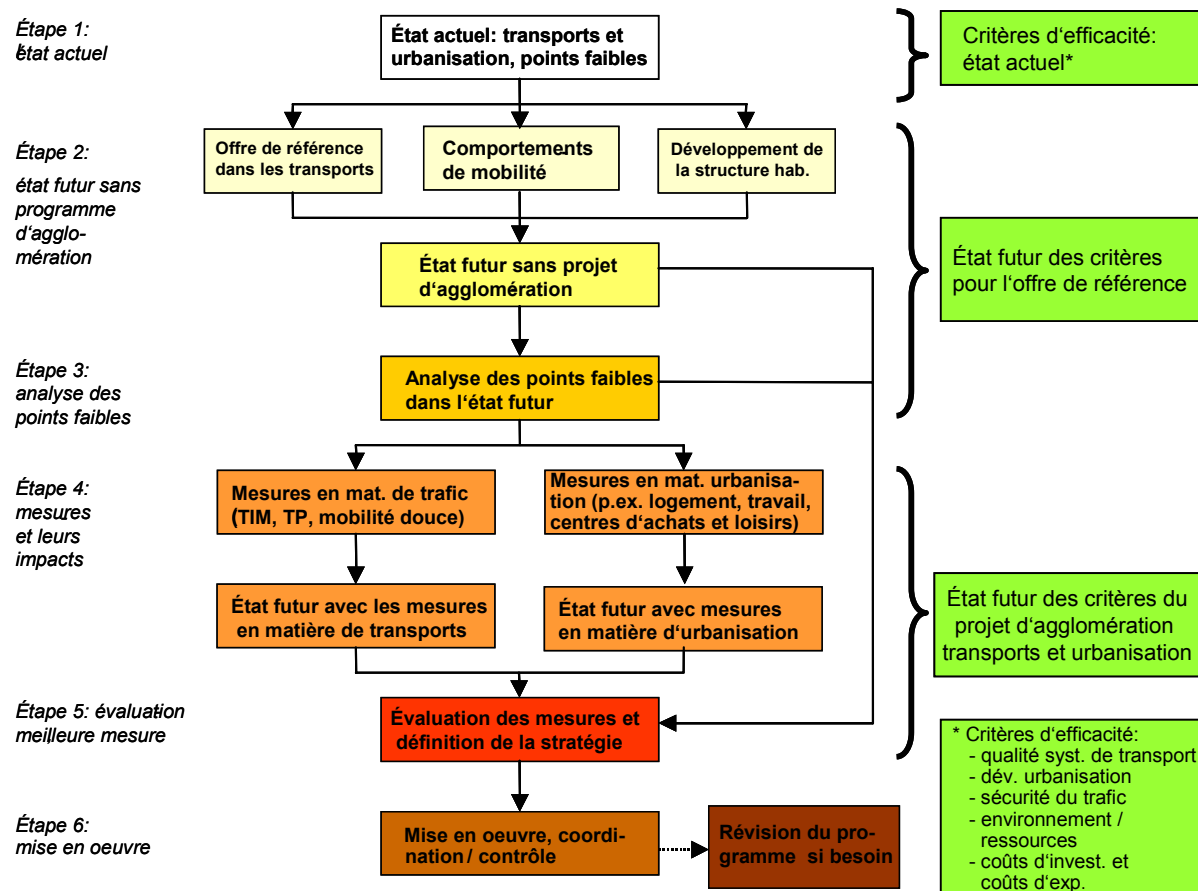 Étape 1:
état actuel
État actuel: transports et
urbanisation, points faibles
Critères d'efficacité:
état actuel*
Étape 2:
état futur sans
programme
d'agglo-
mération
Offre de référence
dans les transports
Comportements
de mobilité
Développement de
la structure hab.
État futur sans projet
d'agglomération
État futur des critères
pour l'offre de référence
Étape 3:
analyse des
points faibles
Analyse des points faibles
dans l'état futur
Étape 4:
mesures
et leurs
impacts
Mesures en mat. de trafic
(TIM, TP, mobilité douce)
Mesures en mat. urbanisa-
tion (p.ex. logement, travail,
centres d'achats et loisirs)
État futur avec les mesures
en matière de transports
État futur avec mesures
en matière d'urbanisation
État futur des critères du
projet d'agglomération
transports et urbanisation
Étape 5: évaluation
meilleure mesure
Évaluation des mesures et
définition de la stratégie
Étape 6:
mise en oeuvre
Mise en oeuvre, coordi-
nation / contrôle
Révision du pro-
gramme si besoin
* Critères d'efficacité:
- qualité syst. de transport
- dév. urbanisation
- sécurité du trafic
- environnement /
ressources
- coûts d'invest. et
coûts d'exp.